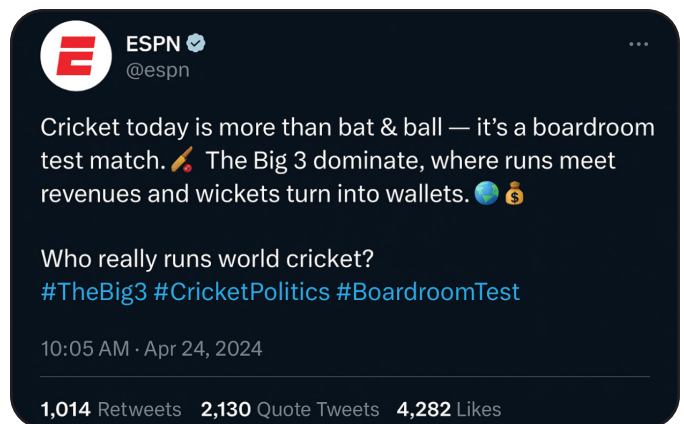 ESPN
@espn
Cricket today is more than bat & ball — it’s a boardroom
test match.🏏 The Big 3 dominate, where runs meet
revenues and wickets turn into wallets.🌍💰
Who really runs world cricket?
#TheBig3 #CricketPolitics #BoardroomTest
10:05 AM · Apr 24, 2024
1,014 Retweets 2,130 Quote Tweets 4,282 Likes